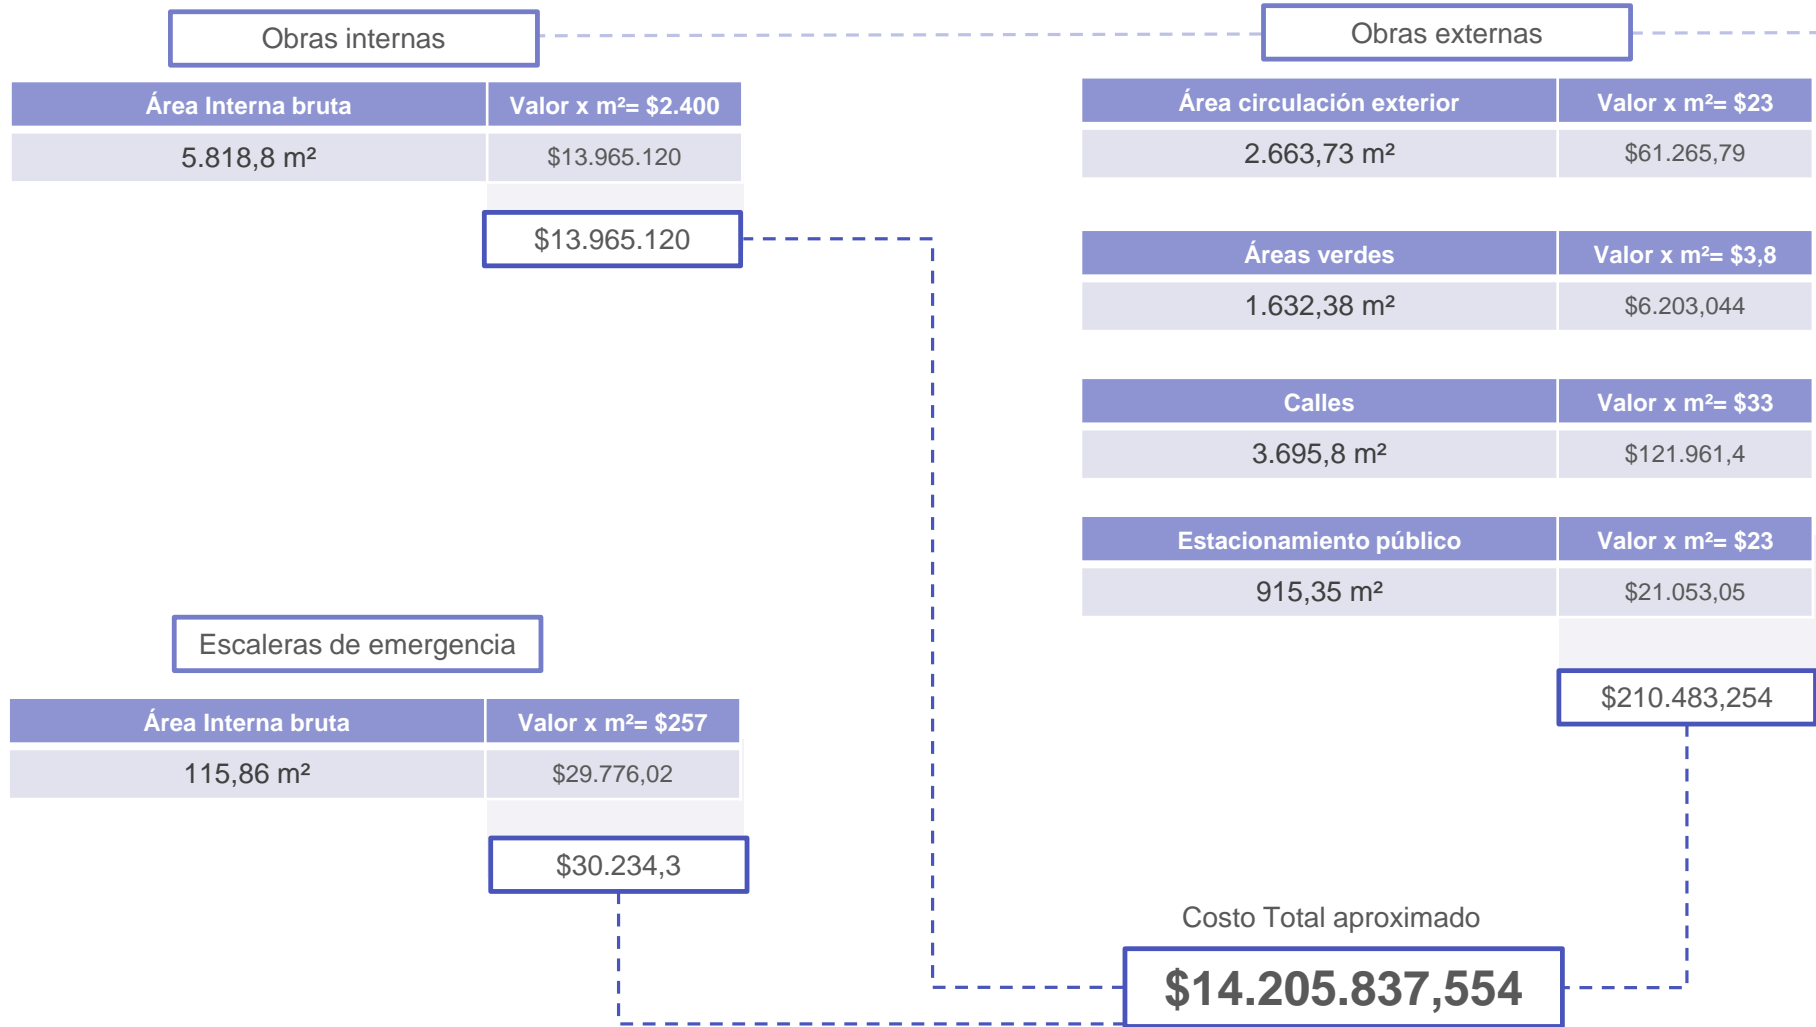 Obras internas
Área Interna bruta Valor x m²= $2.400
5.818,8 m² $13.965.120
$13.965.120
Escaleras de emergencia
Área Interna bruta Valor x m²= $257
115,86 m² $29.776,02
$30.234,3
Obras externas
Área circulación exterior Valor x m²= $23
2.663,73 m² $61.265,79
Áreas verdes Valor x m²= $3,8
1.632,38 m² $6.203,044
Calles Valor x m²= $33
3.695,8 m² $121.961,4
Estacionamiento público Valor x m²= $23
915,35 m² $21.053,05
$210.483,254
Costo Total aproximado
$14.205.837,554